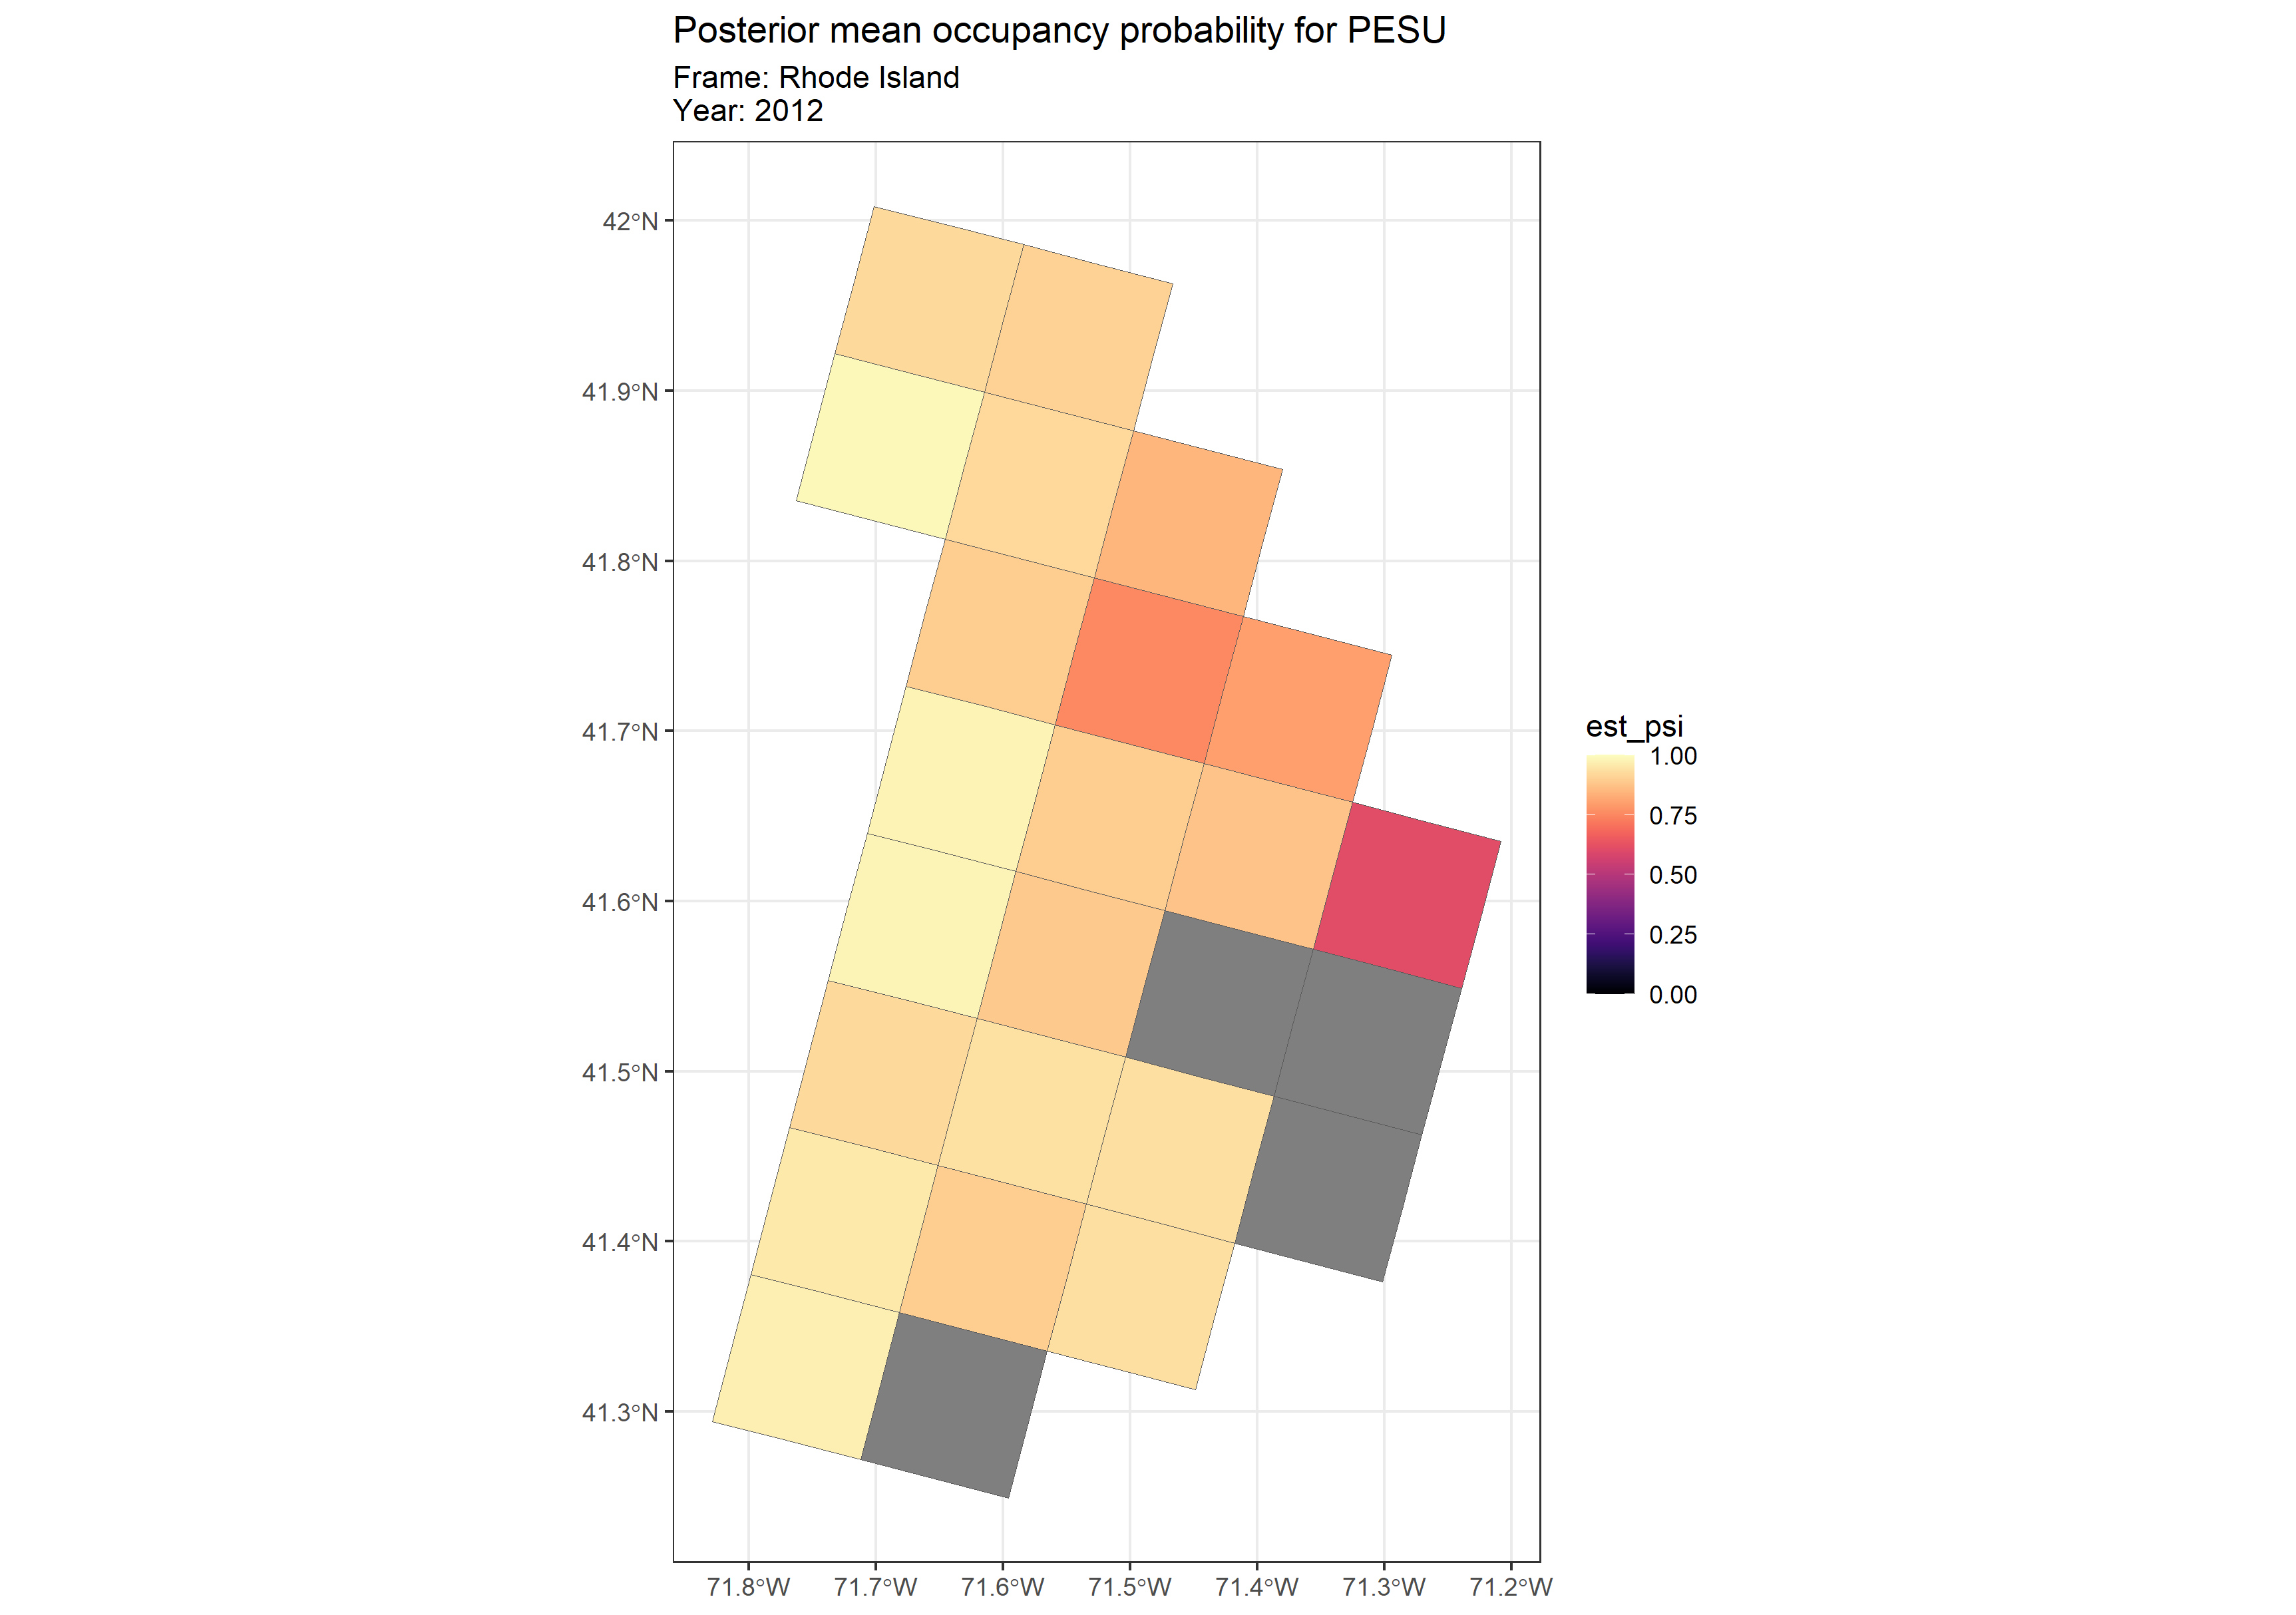 Posterior mean occupancy probability for PESU
Frame: Rhode Island
Year: 2012
42°N
41.9°N
41.8°N
41.7°N
41.6°N
41.5°N
41.4°N
41.3°N
71.8°W 71.7°W 71.6°W 71.5°W 71.4°W 71.3°W 71.2°W
est_psi
1.00
0.75
0.50
0.25
0.00